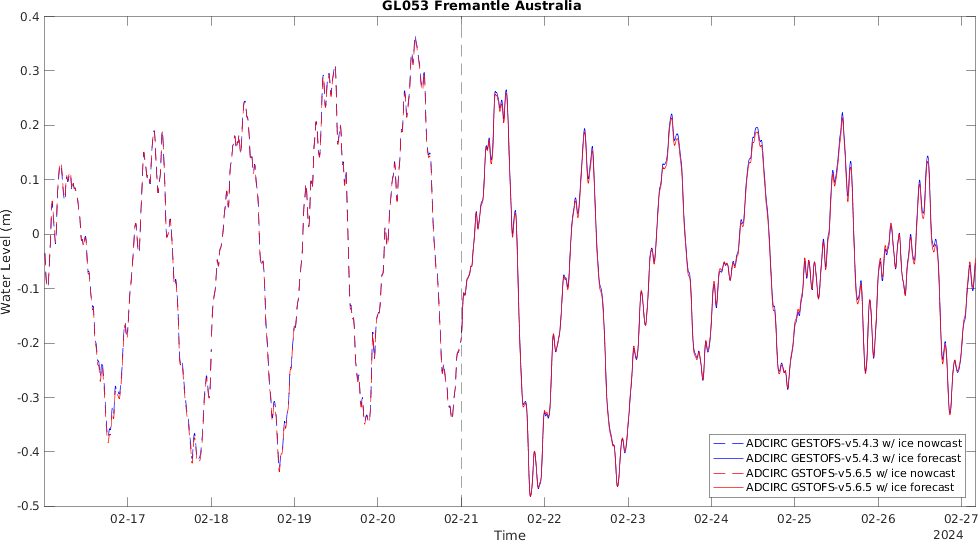 GL053 Fremantle Australia
0.4
0.3
0.2
0.1
0
-0.1
-0.2
-0.3
-0.4
-0.5
Water Level (m)
ADCIRC GESTOFS-v5.4.3 w/ ice nowcast
ADCIRC GESTOFS-v5.4.3 w/ ice forecast
ADCIRC GSTOFS-v5.6.5 w/ ice nowcast
ADCIRC GSTOFS-v5.6.5 w/ ice forecast
02-17 02-18 02-19 02-20 02-21 02-22 02-23 02-24 02-25 02-26 02-27
Time 2024